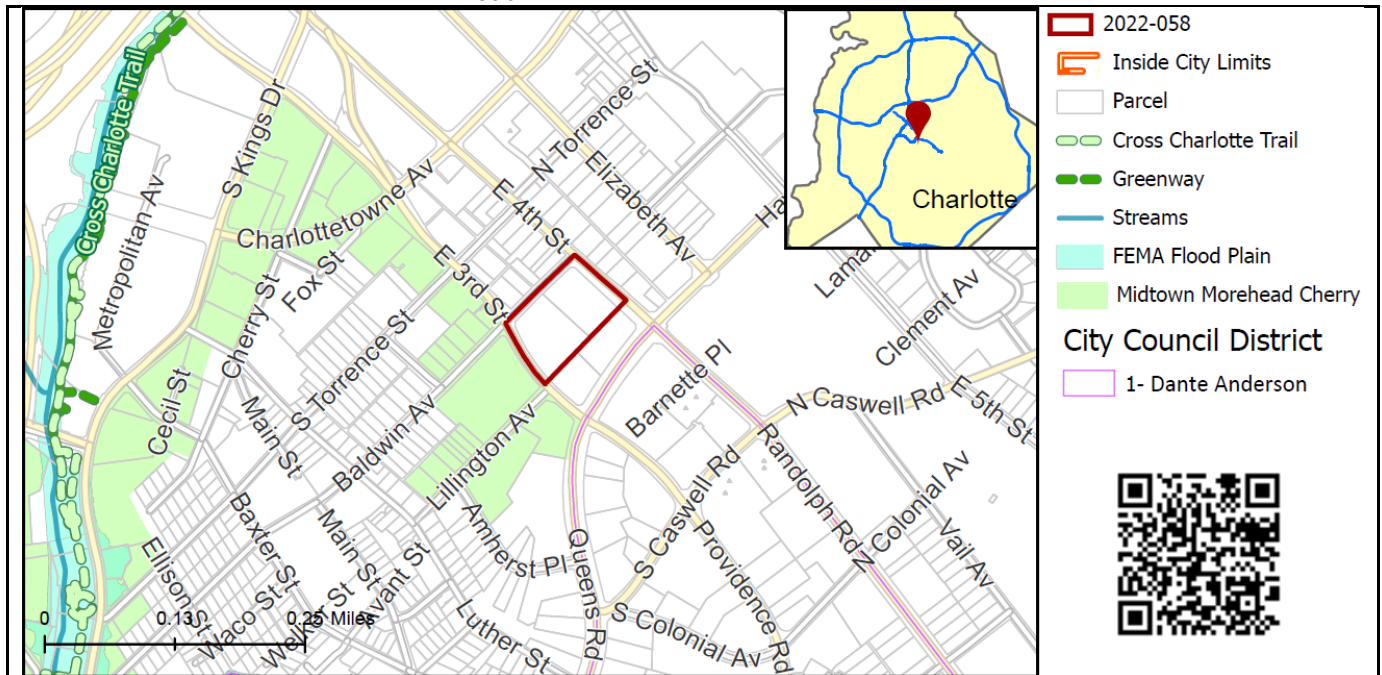 2022-058
Inside City Limits
Parcel
Cross Charlotte Trail
Greenway
Streams
FEMA Flood Plain
Midtown Morehead Cherry
City Council District
1- Dante Anderson
Charlotte
Cross Charlotte Trail
S Kings Dr
N Torrence St
Elizabeth Av
E 4th St
Charlottetowne Av
Metropolitan Av
Fox St
E 3rd St
Cherry St
Clement Av
Cecil St
S Torrence St
Barnette Pl
N Caswell Rd
E 5th St
Main St
Baldwin Av
Lillington Av
Randolph Rd
S Caswell Rd
N Colonial Av
Vail Av
Baxter St
Main St
Amherst Pl
Queens Rd
Providence Rd
Ellison St
Waco St
Welker St
Avant St
Luther St
S Colonial Av
0
0.13
0.25 Miles